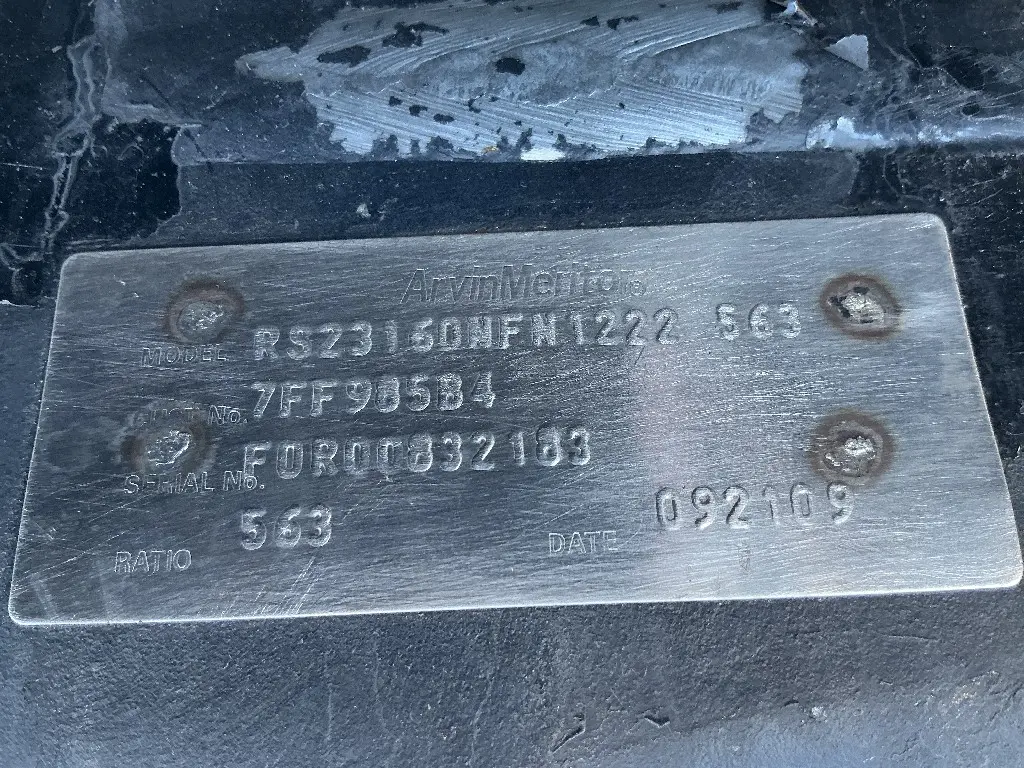 ArvinMeritor
MODEL RS23160NFN1222 563
CUST. No. 7FF985B4
SERIAL No. FOR00832183
RATIO 563 DATE 092109